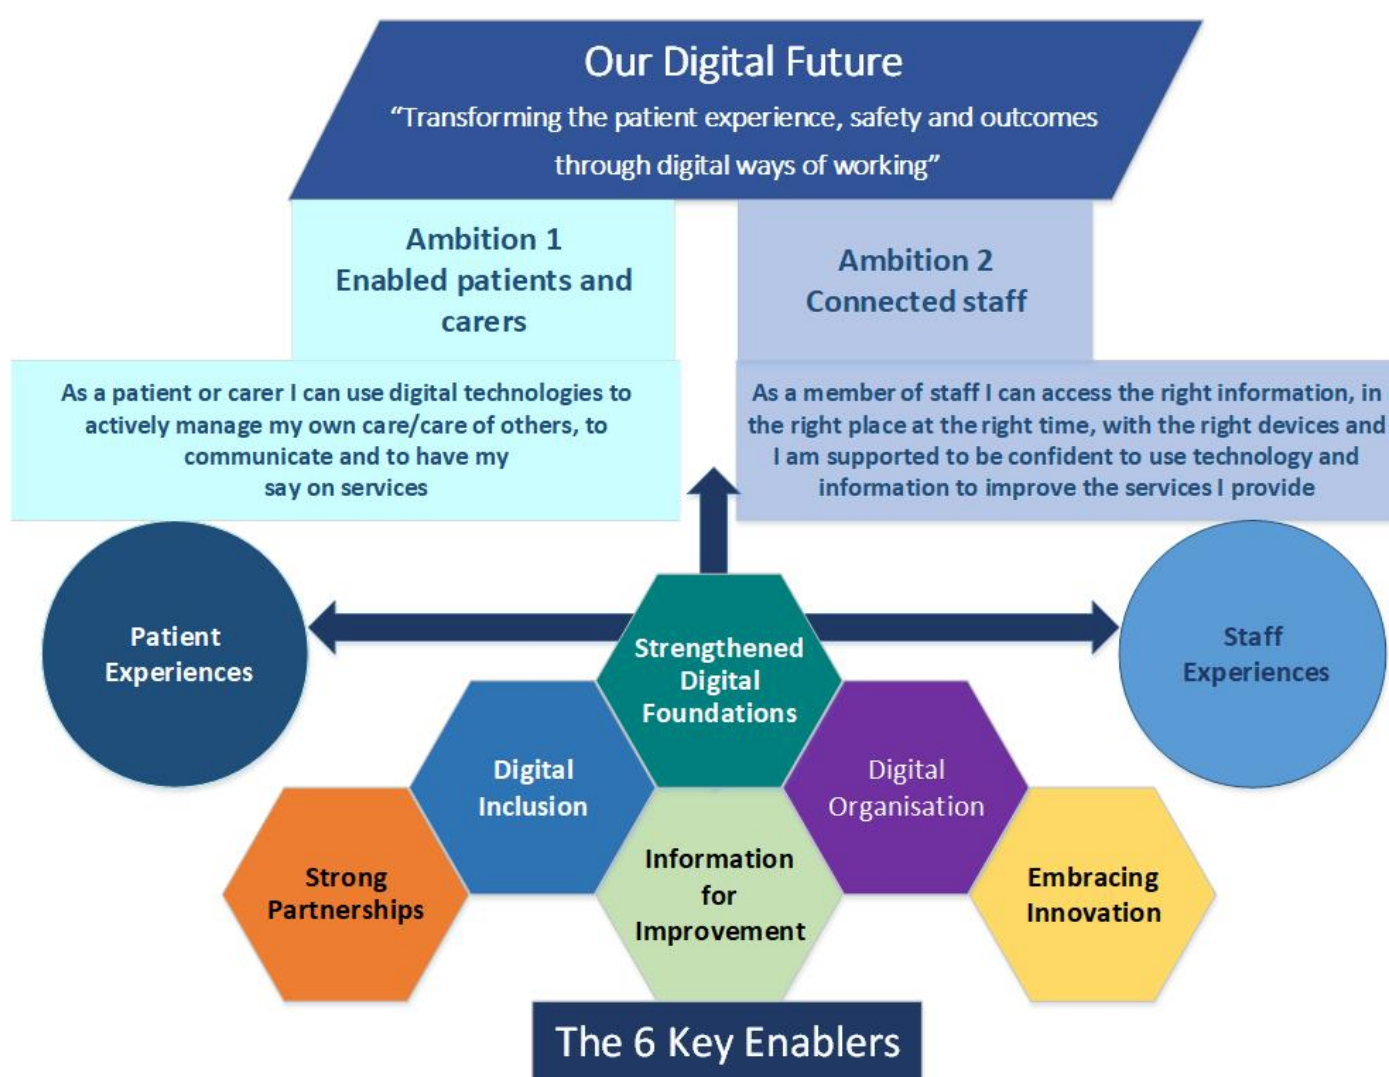 Our Digital Future
“Transforming the patient experience, safety and outcomes
through digital ways of working”
Ambition 1
Enabled patients and
carers
Ambition 2
Connected staff
As a patient or carer I can use digital technologies to
actively manage my own care/care of others, to
communicate and to have my
say on services
As a member of staff I can access the right information, in
the right place at the right time, with the right devices and
I am supported to be confident to use technology and
information to improve the services I provide
Patient
Experiences
Strengthened
Digital
Foundations
Staff
Experiences
Digital
Inclusion
Digital
Organisation
Strong
Partnerships
Information
for
Improvement
Embracing
Innovation
The 6 Key Enablers